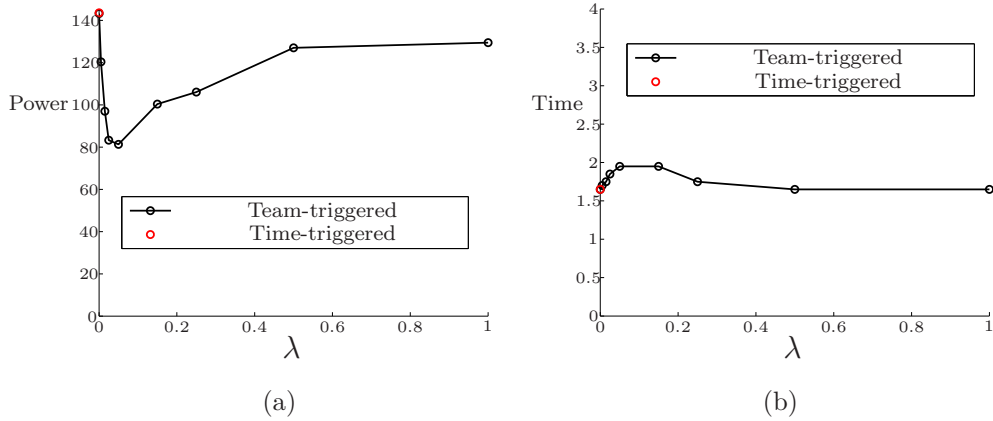 140
120
Power 100
80
60
40
20
0
0 0.2 0.4 0.6 0.8 1
λ
Team-triggered
Time-triggered
(a)
4
3.5
3
Time 2.5
2
1.5
1
0.5
0
0 0.2 0.4 0.6 0.8 1
λ
Team-triggered
Time-triggered
(b)